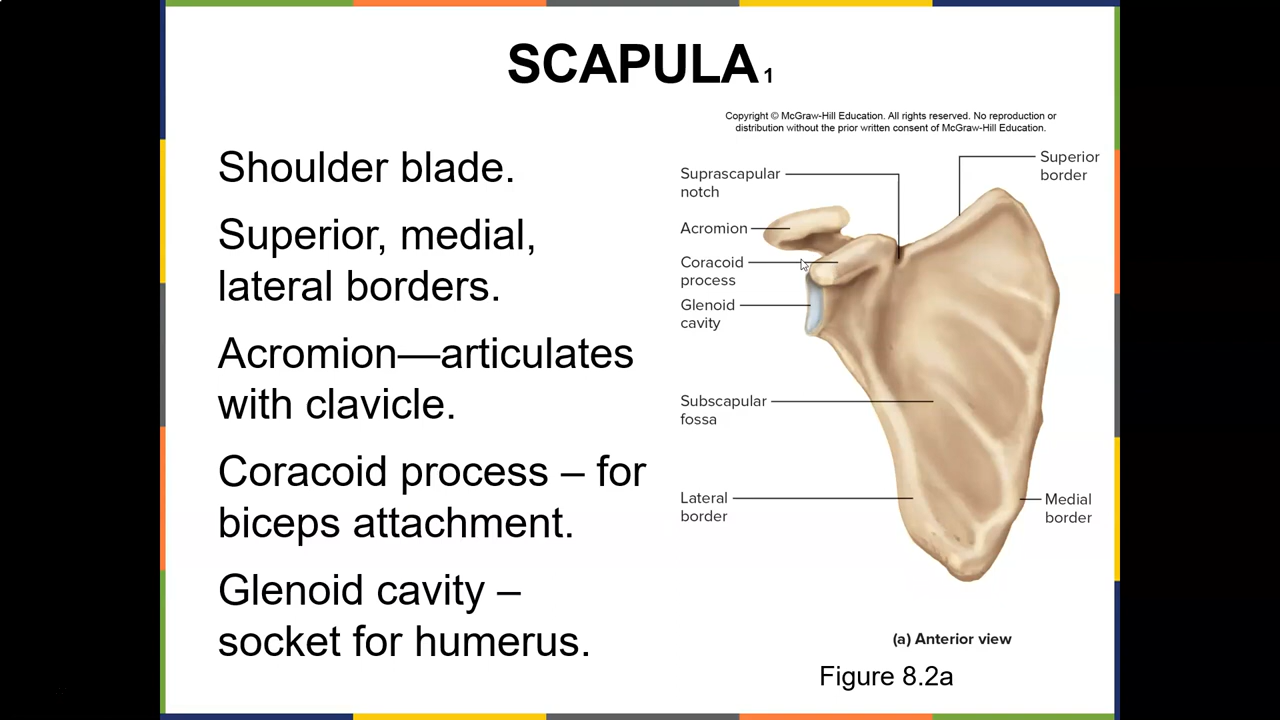 SCAPULA 1
Copyright © McGraw-Hill Education. All rights reserved. No reproduction or
distribution without the prior written consent of McGraw-Hill Education.
Shoulder blade.
Superior, medial,
lateral borders.
Acromion—articulates
with clavicle.
Coracoid process – for
biceps attachment.
Glenoid cavity –
socket for humerus.
Suprascapular
notch
Acromion
Coracoid
process
Glenoid
cavity
Subscapular
fossa
Lateral
border
Superior
border
Medial
border
(a) Anterior view
Figure 8.2a